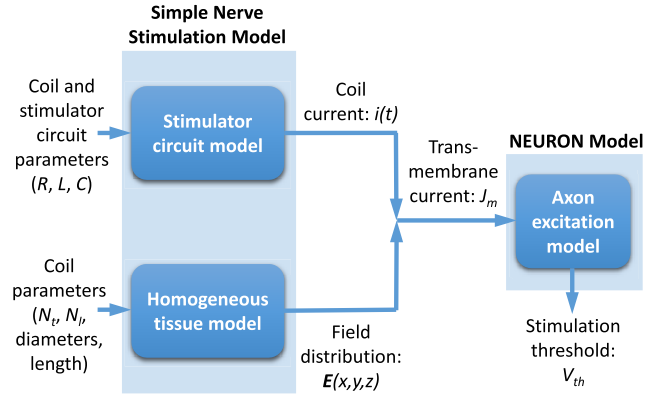 Simple Nerve
Stimulation Model
Coil and
stimulator
circuit
parameters
(R, L, C)
Stimulator
circuit model
Coil
current: i(t)
Trans-
membrane
current: Jm
NEURON Model
Axon
excitation
model
Coil
parameters
(Nt, Nl,
diameters,
length)
Homogeneous
tissue model
Field
distribution:
E(x,y,z)
Stimulation
threshold:
Vth